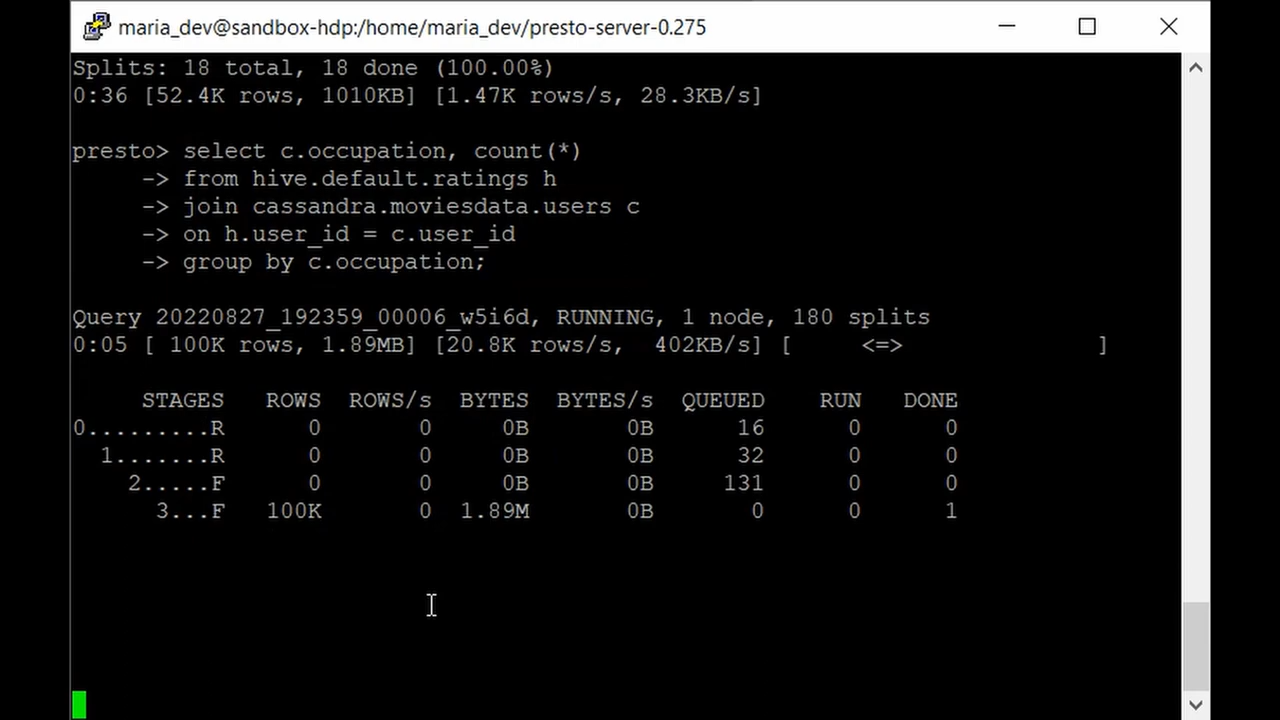 maria_dev@sandbox-hdp:/home/maria_dev/presto-server-0.275
Splits: 18 total, 18 done (100.00%)
0:36 [52.4K rows, 1010KB] [1.47K rows/s, 28.3KB/s]
presto> select c.occupation, count(*)
-> from hive.default.ratings h
-> join cassandra.moviesdata.users c
-> on h.user_id = c.user_id
-> group by c.occupation;
Query 20220827_192359_00006_w5i6d, RUNNING, 1 node, 180 splits
0:05 [ 100K rows, 1.89MB] [20.8K rows/s,  402KB/s] [     <=>              ]
STAGES   ROWS  ROWS/s  BYTES  BYTES/s  QUEUED    RUN   DONE
0.........R      0       0     0B       0B      16      0      0
1.......R      0       0     0B       0B      32      0      0
2.....F      0       0     0B       0B     131      0      0
3...F   100K       0  1.89M       0B       0      0      1